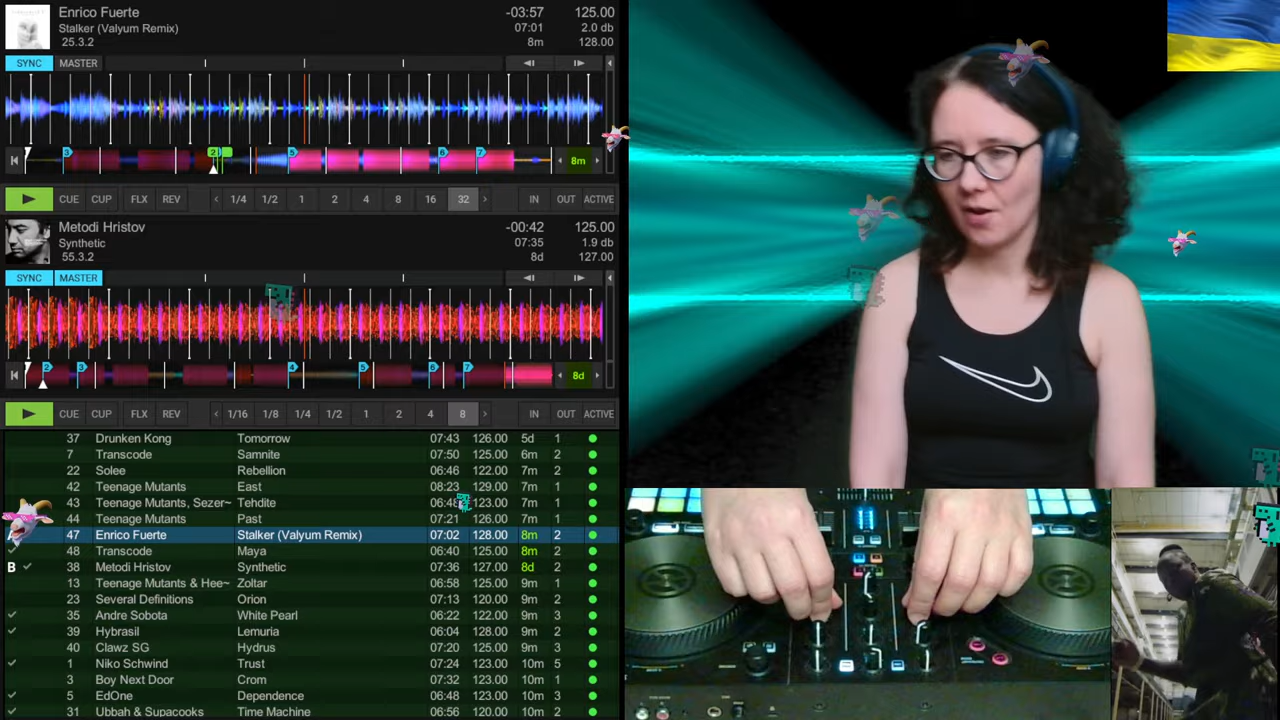 Enrico Fuerte -03:57 125.00
Stalker (Valyum Remix) 07:01 2.0 db
25.3.2 8m 128.00
SYNC MASTER
3 2 5 6 7 8m
CUE CUP FLX REV 1/4 1/2 1 2 4 8 16 32 IN OUT ACTIVE
Metodi Hristov -00:42 125.00
Synthetic 07:35 1.9 db
55.3.2 8d 127.00
SYNC MASTER
2 3 4 5 6 7 8d
CUE CUP FLX REV 1/16 1/8 1/4 1/2 1 2 4 8 IN OUT ACTIVE
37 Drunken Kong Tomorrow 07:43 126.00 5d 1
7 Transcode Samnite 07:50 125.00 6m 2
22 Solee Rebellion 06:46 122.00 7m 2
42 Teenage Mutants East 08:23 129.00 7m 1
43 Teenage Mutants, Sezer~ Tehdite 06:48 123.00 7m 1
44 Teenage Mutants Past 07:21 126.00 7m 1
47 Enrico Fuerte Stalker (Valyum Remix) 07:02 128.00 8m 2
48 Transcode Maya 06:40 125.00 8m 2
B 38 Metodi Hristov Synthetic 07:36 127.00 8d 2
13 Teenage Mutants & Hee~ Zoltar 06:58 125.00 9m 1
23 Several Definitions Orion 07:13 120.00 9m 2
35 Andre Sobota White Pearl 06:22 122.00 9m 3
39 Hybrasil Lemuria 06:04 128.00 9m 2
40 Clawz SG Hydrus 07:20 125.00 9m 3
1 Niko Schwind Trust 07:24 123.00 10m 5
3 Boy Next Door Crom 07:32 123.00 10m 1
5 EdOne Dependence 06:48 123.00 10m 3
31 Ubbah & Supacooks Time Machine 06:56 120.00 10m 2